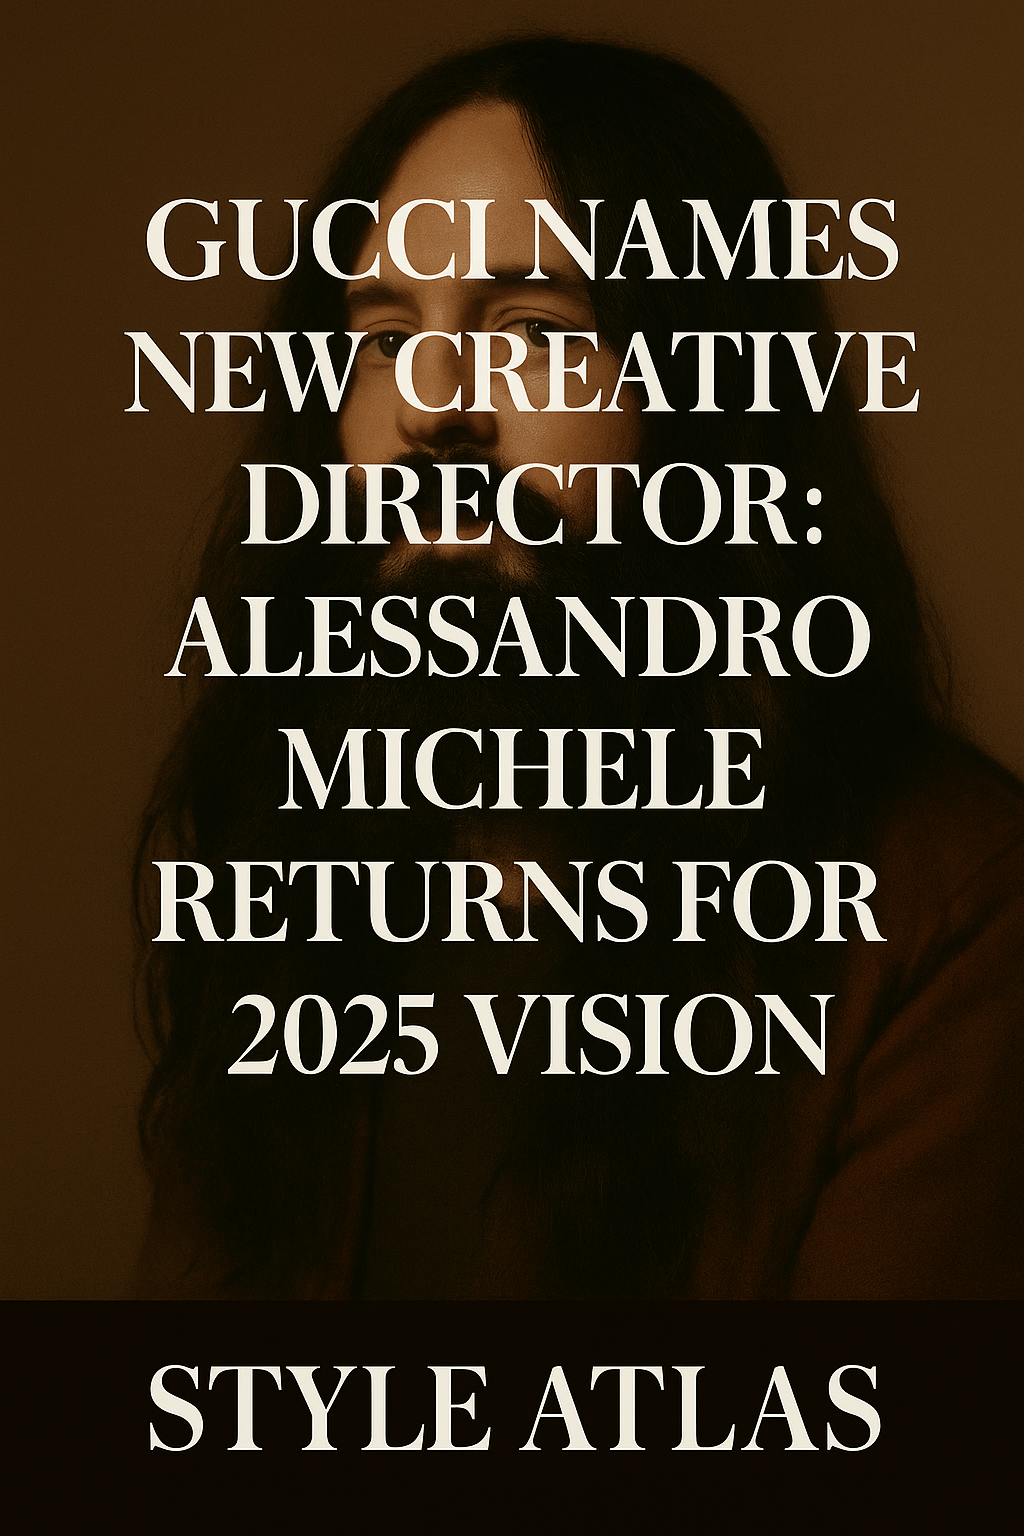 GUCCI NAMES
NEW CREATIVE
DIRECTOR:
ALESSANDRO
MICHELE
RETURNS FOR
2025 VISION
STYLE ATLAS